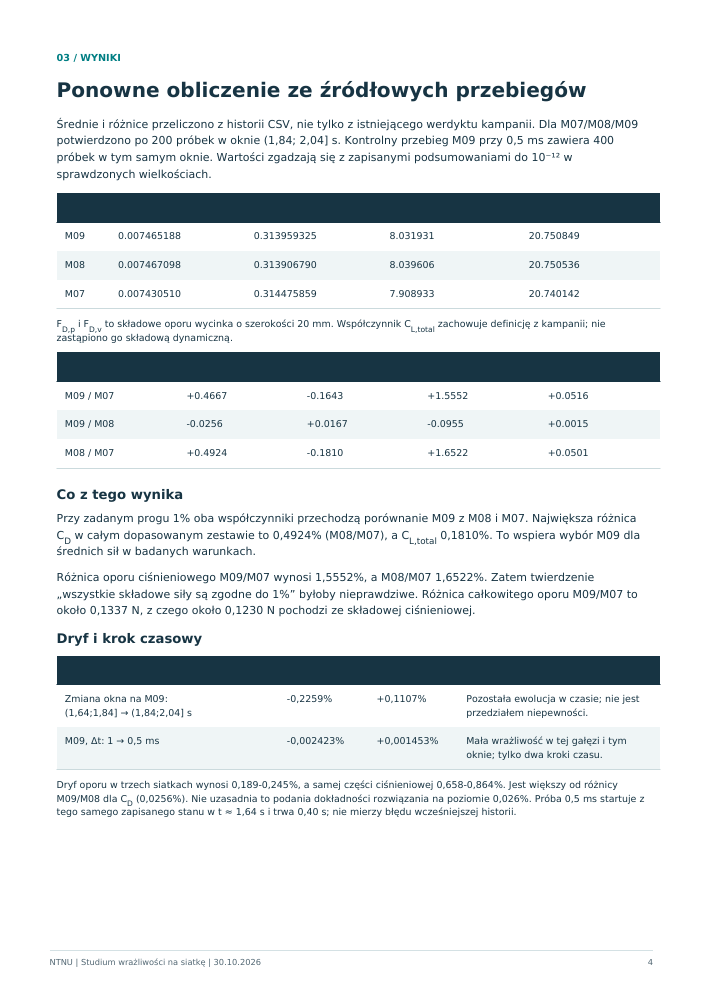 03 / WYNIKI
Ponowne obliczenie ze źródłowych przebiegów
Średnie i różnice przeliczono z historii CSV, nie tylko z istniejącego werdyktu kampanii. Dla M07/M08/M09
potwierdzono po 200 próbek w oknie (1,84; 2,04] s. Kontrolny przebieg M09 przy 0,5 ms zawiera 400
próbek w tym samym oknie. Wartości zgadzają się z zapisanymi podsumowaniami do 10⁻¹² w
sprawdzonych wielkościach.
M09 0.007465188 0.313959325 8.031931 20.750849
M08 0.007467098 0.313906790 8.039606 20.750536
M07 0.007430510 0.314475859 7.908933 20.740142
F_D,p i F_D,v to składowe oporu wycinka o szerokości 20 mm. Współczynnik C_L,total zachowuje definicję z kampanii; nie
zastąpiono go składową dynamiczną.
M09 / M07 +0.4667 -0.1643 +1.5552 +0.0516
M09 / M08 -0.0256 +0.0167 -0.0955 +0.0015
M08 / M07 +0.4924 -0.1810 +1.6522 +0.0501
Co z tego wynika
Przy zadanym progu 1% oba współczynniki przechodzą porównanie M09 z M08 i M07. Największa różnica
C_D w całym dopasowanym zestawie to 0,4924% (M08/M07), a C_L,total 0,1810%. To wspiera wybór M09 dla
średnich sił w badanych warunkach.
Różnica oporu ciśnieniowego M09/M07 wynosi 1,5552%, a M08/M07 1,6522%. Zatem twierdzenie
„wszystkie składowe siły są zgodne do 1%” byłoby nieprawdziwe. Różnica całkowitego oporu M09/M07 to
około 0,1337 N, z czego około 0,1230 N pochodzi ze składowej ciśnieniowej.
Dryf i krok czasowy
Zmiana okna na M09: -0,2259% +0,1107% Pozostała ewolucja w czasie; nie jest
(1,64;1,84] → (1,84;2,04] s przedziałem niepewności.
M09, Δt: 1 → 0,5 ms -0,002423% +0,001453% Mała wrażliwość w tej gałęzi i tym
oknie; tylko dwa kroki czasu.
Dryf oporu w trzech siatkach wynosi 0,189-0,245%, a samej części ciśnieniowej 0,658-0,864%. Jest większy od różnicy
M09/M08 dla C_D (0,0256%). Nie uzasadnia to podania dokładności rozwiązania na poziomie 0,026%. Próba 0,5 ms startuje z
tego samego zapisanego stanu w t ≈ 1,64 s i trwa 0,40 s; nie mierzy błędu wcześniejszej historii.
NTNU | Studium wrażliwości na siatkę | 30.10.2026 4